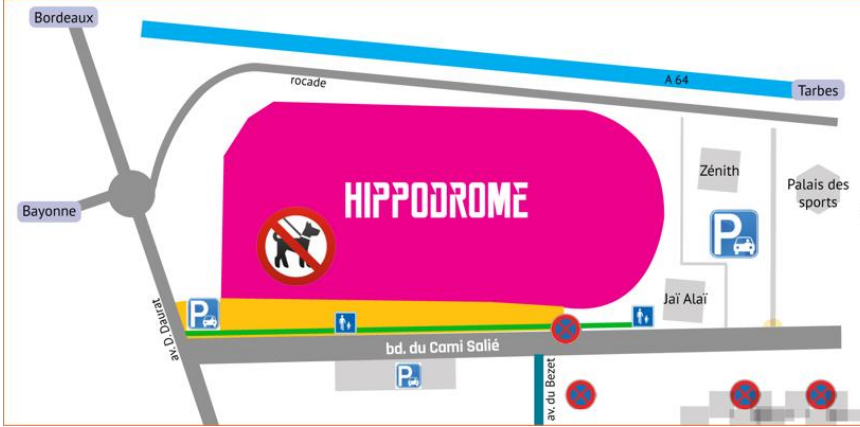 Bordeaux
rocade
A 64
Tarbes
Zénith
HIPPODROME
Palais des
sports
Bayonne
P
Jaï Alaï
P
av. D. Daurat
bd. du Cami Salié
P
av. du Bezet